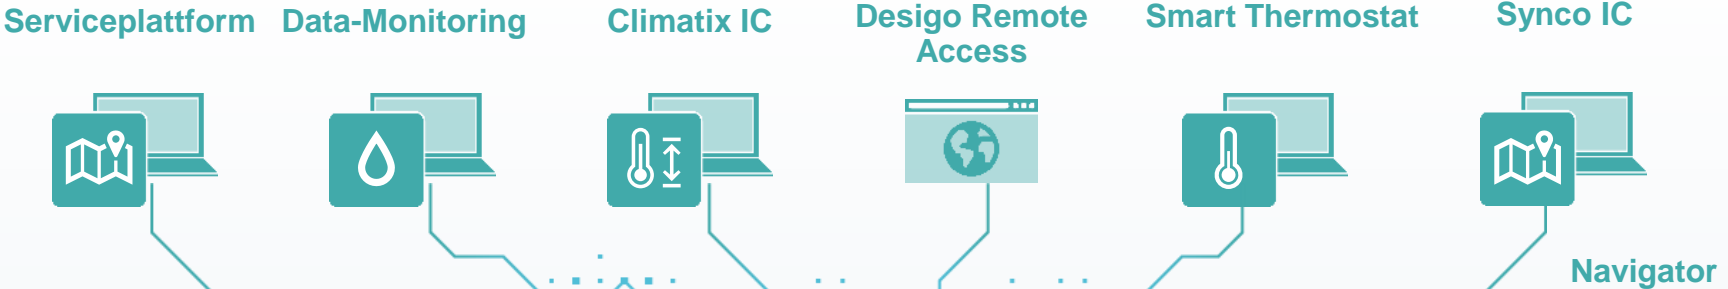 Serviceplattform
Data-Monitoring
Climatix IC
Desigo Remote
Access
Smart Thermostat
Synco IC
Navigator